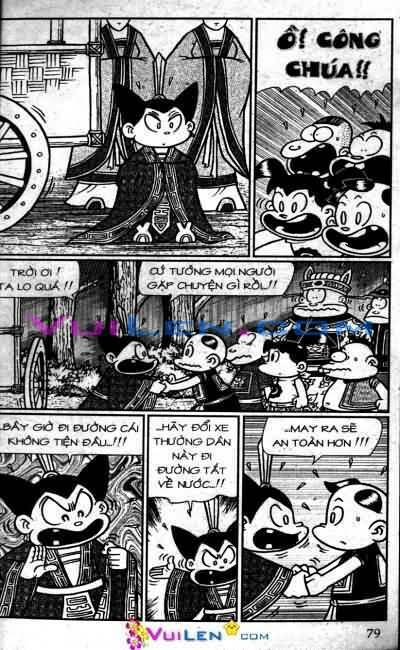 Ồ! CÔNG
CHÚA!!
TRỜI ƠI!
TA LO QUÁ!!
CỨ TƯỞNG MỌI NGƯỜI
GẶP CHUYỆN GÌ RỒI..!!
VuiLen.com
BÂY GIỜ ĐI ĐƯỜNG CÁI
KHÔNG TIỆN ĐÂU..!!!
..HÃY ĐỔI XE
THƯỜNG DÂN
NÀY ĐI
ĐƯỜNG TẮT
VỀ NƯỚC..!!
...MAY RA SẼ
AN TOÀN HƠN!!!
79
VuiLen.com